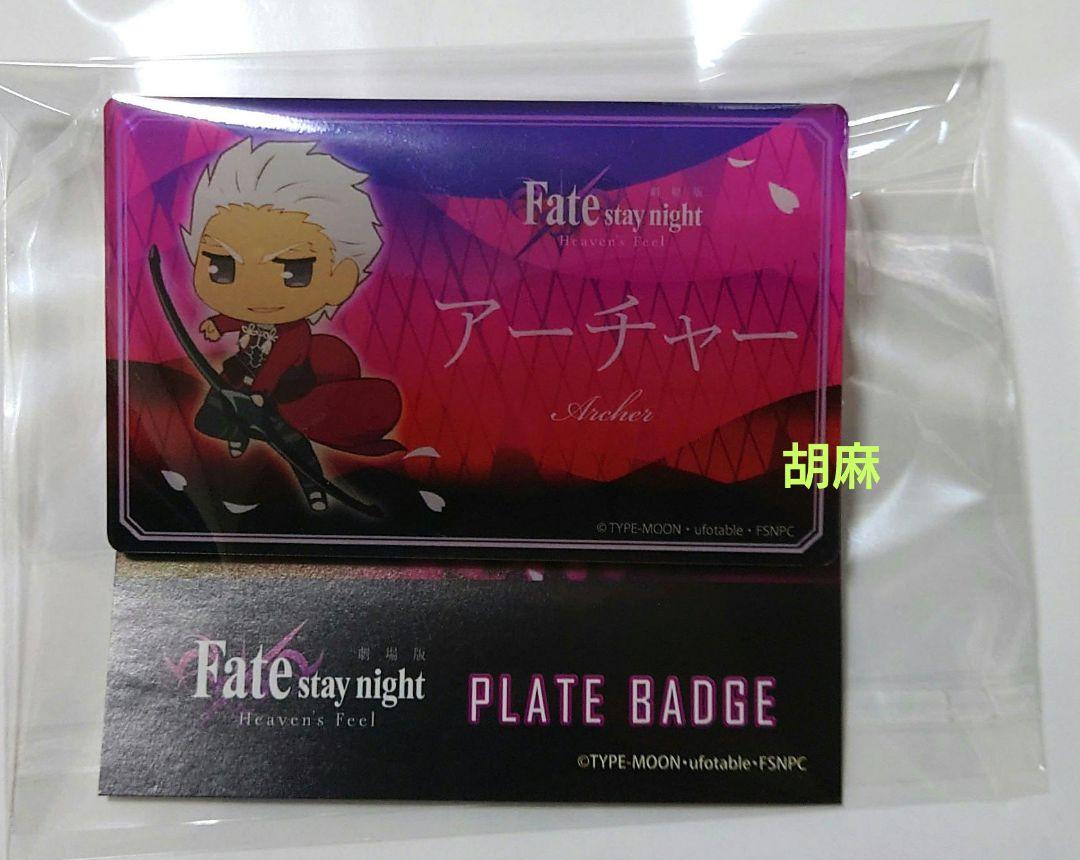 劇場版
Fate stay night
Heaven's Feel
アーチャー
Archer
胡麻
©TYPE-MOON・ufotable・FSNPC
劇場版
Fate stay night
Heaven's Feel
PLATE BADGE
©TYPE-MOON・ufotable・FSNPC